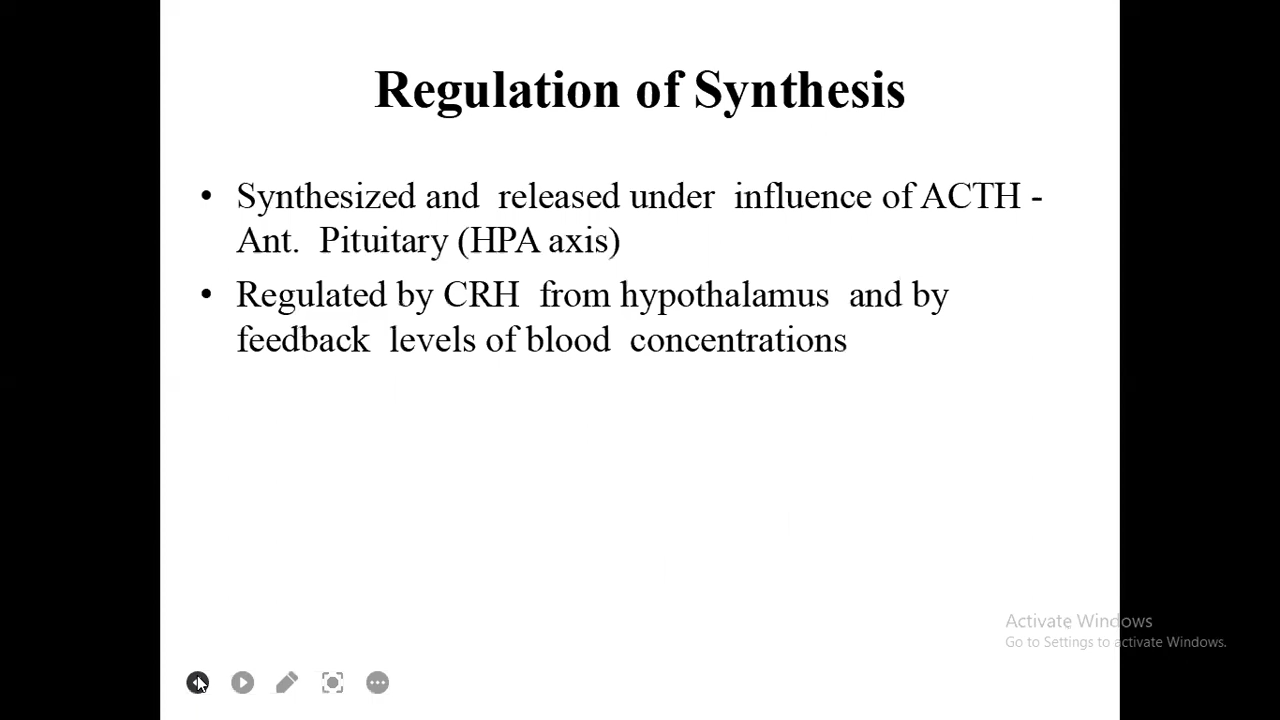 Regulation of Synthesis
• Synthesized and released under influence of ACTH -
Ant. Pituitary (HPA axis)
• Regulated by CRH from hypothalamus and by
feedback levels of blood concentrations
Activate Windows
Go to Settings to activate Windows.